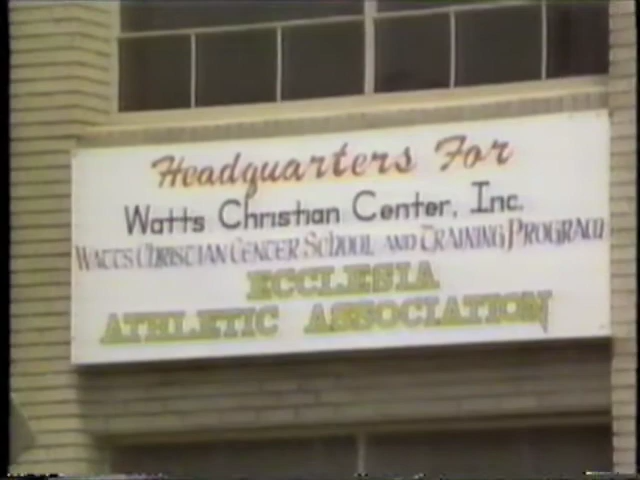 Headquarters For
Watts Christian Center, Inc.
WATTS CHRISTIAN CENTER SCHOOL AND TRAINING PROGRAM
ECCLESIA
ATHLETIC ASSOCIATION